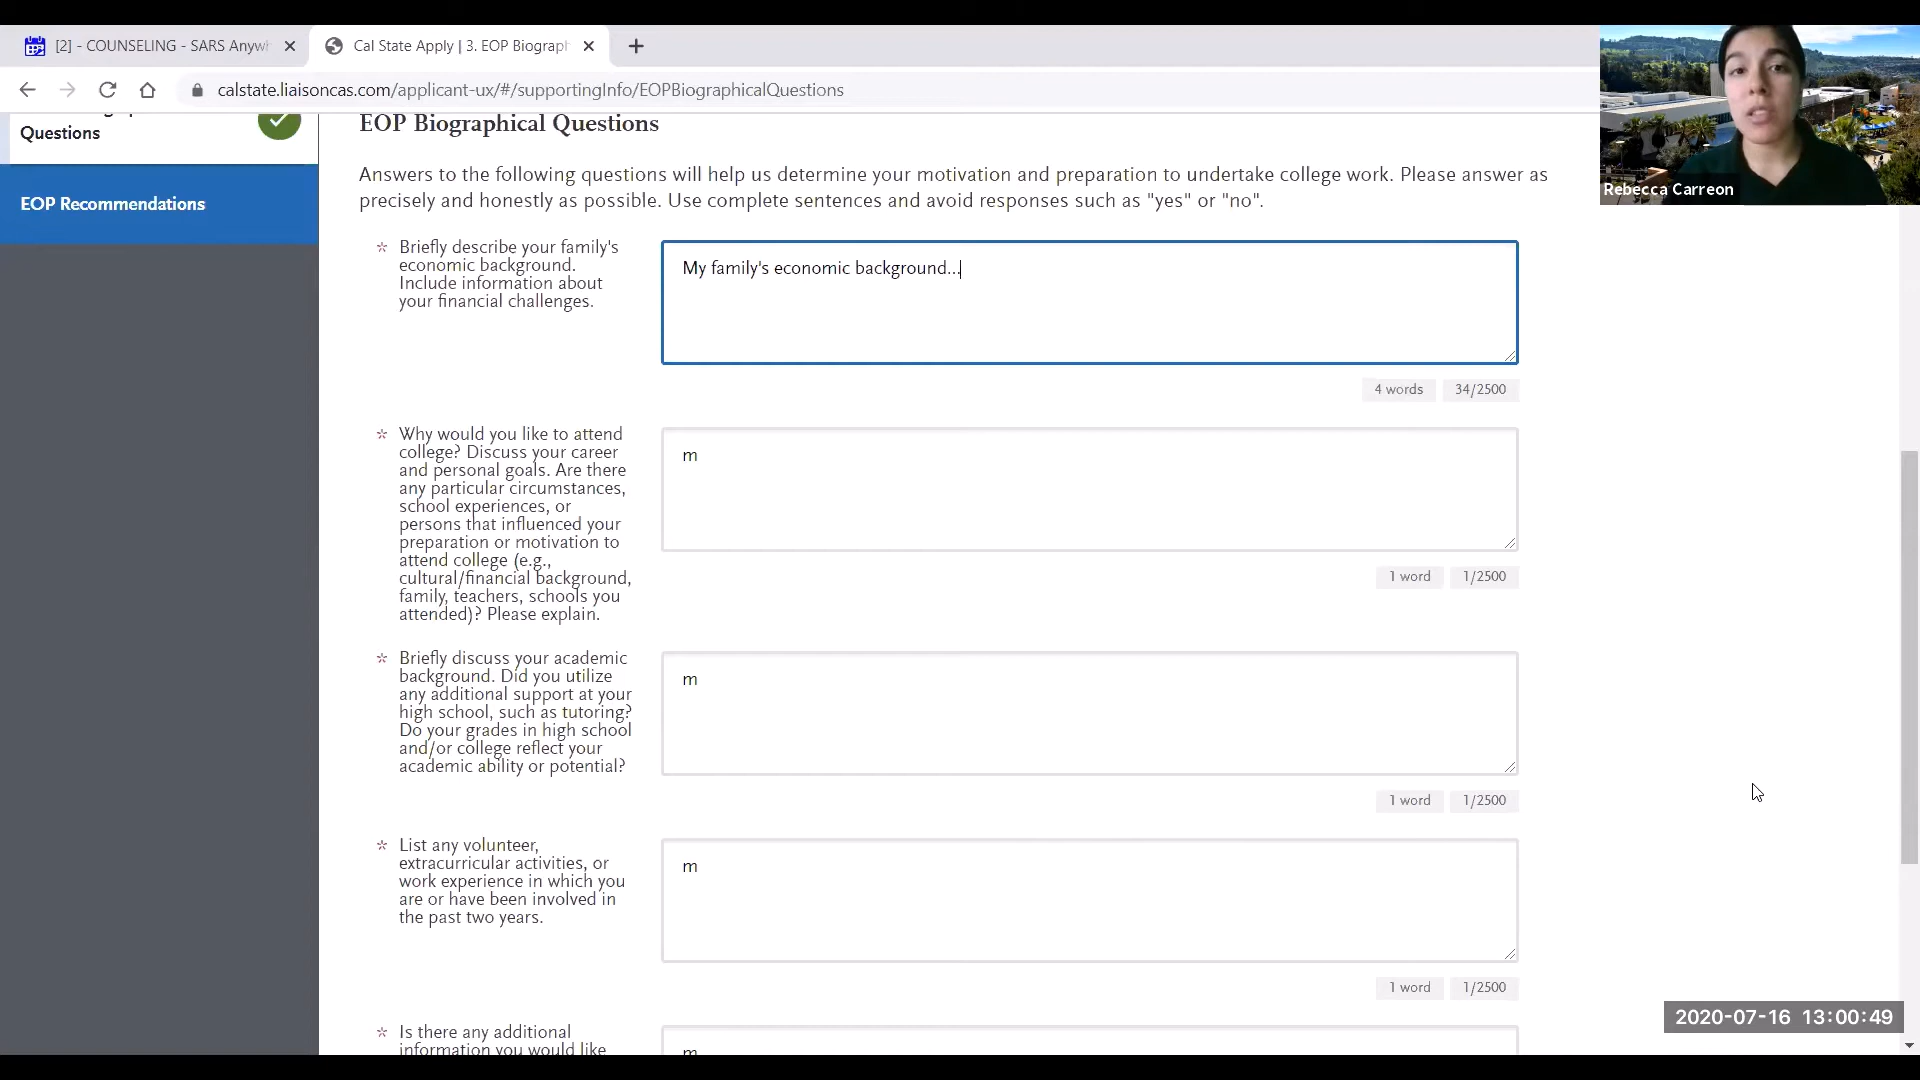 [2] - COUNSELING - SARS Anywh
Cal State Apply | 3. EOP Biograph
calstate.liaisoncas.com/applicant-ux/#/supportingInfo/EOPBiographicalQuestions
Questions
EOP Recommendations
EOP Biographical Questions
Answers to the following questions will help us determine your motivation and preparation to undertake college work. Please answer as
precisely and honestly as possible. Use complete sentences and avoid responses such as "yes" or "no".
* Briefly describe your family's
economic background.
Include information about
your financial challenges.
My family's economic background...
4 words 34/2500
* Why would you like to attend
college? Discuss your career
and personal goals. Are there
any particular circumstances,
school experiences, or
persons that influenced your
preparation or motivation to
attend college (e.g.,
cultural/financial background,
family, teachers, schools you
attended)? Please explain.
m
1 word 1/2500
* Briefly discuss your academic
background. Did you utilize
any additional support at your
high school, such as tutoring?
Do your grades in high school
and/or college reflect your
academic ability or potential?
m
1 word 1/2500
* List any volunteer,
extracurricular activities, or
work experience in which you
are or have been involved in
the past two years.
m
1 word 1/2500
* Is there any additional
information you would like
m
Rebecca Carreon
2020-07-16 13:00:49